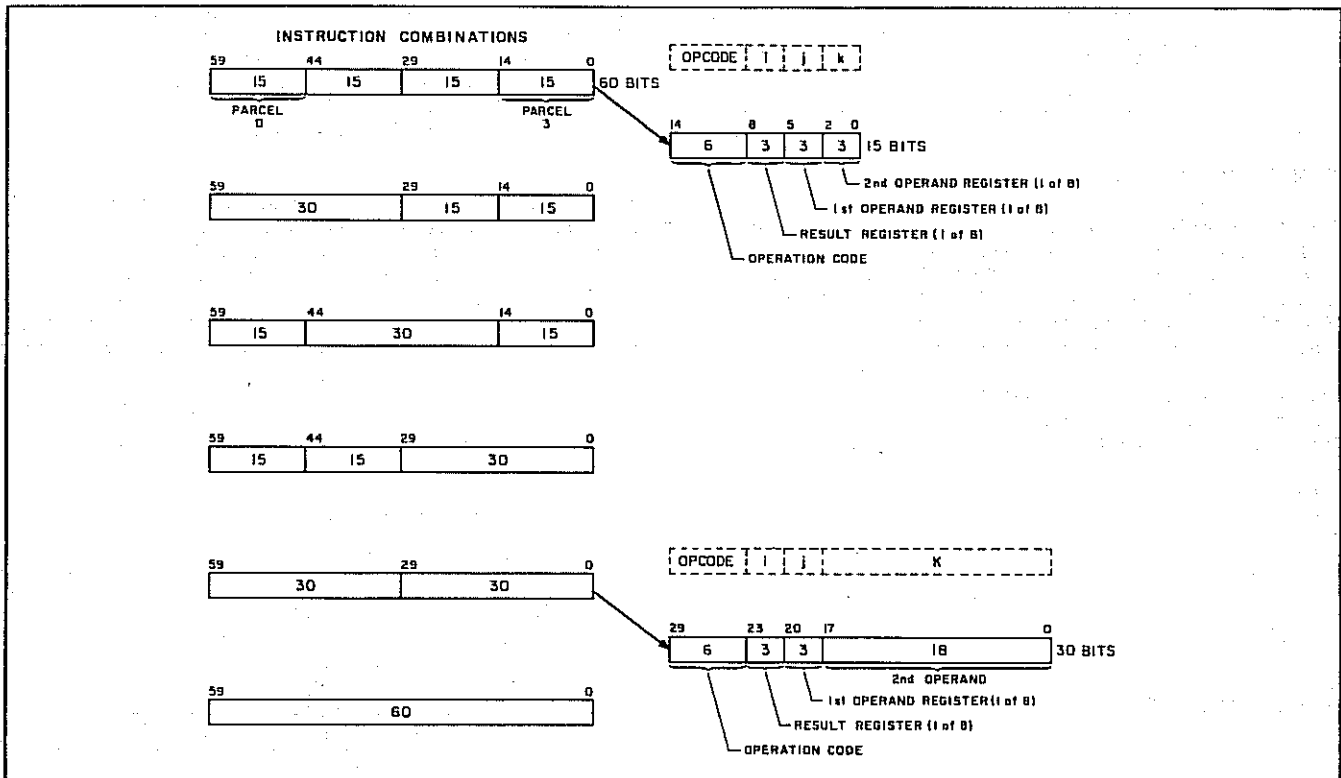 INSTRUCTION COMBINATIONS
59 44 29 14 0
15 15 15 15 60 BITS
PARCEL 0
PARCEL 3
OPCODE i j k
14 8 5 2 0
6 3 3 3 15 BITS
2nd OPERAND REGISTER (1 of 8)
1st OPERAND REGISTER (1 of 8)
RESULT REGISTER (1 of 8)
OPERATION CODE
59 29 14 0
30 15 15
59 44 14 0
15 30 15
59 44 29 0
15 15 30
59 29 0
30 30
OPCODE i j K
29 23 20 17 0
6 3 3 18 30 BITS
2nd OPERAND
1st OPERAND REGISTER (1 of 8)
RESULT REGISTER (1 of 8)
OPERATION CODE
59 0
60